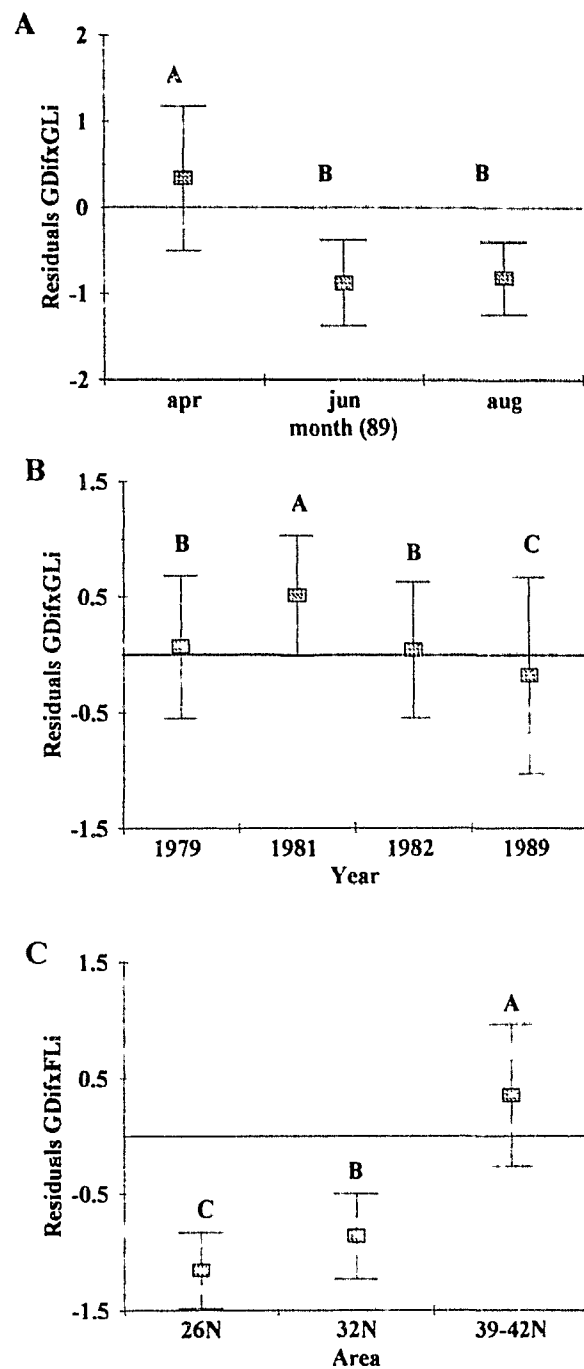 A
Residuals GDifxGLi
2
1
0
-1
-2
A
B
B
apr
jun
aug
month (89)
B
Residuals GDifxGLi
1.5
0.5
-0.5
-1.5
B
A
B
C
1979
1981
1982
1989
Year
C
Residuals GDifxFLi
1.5
0.5
-0.5
-1.5
C
B
A
26N
32N
39-42N
Area